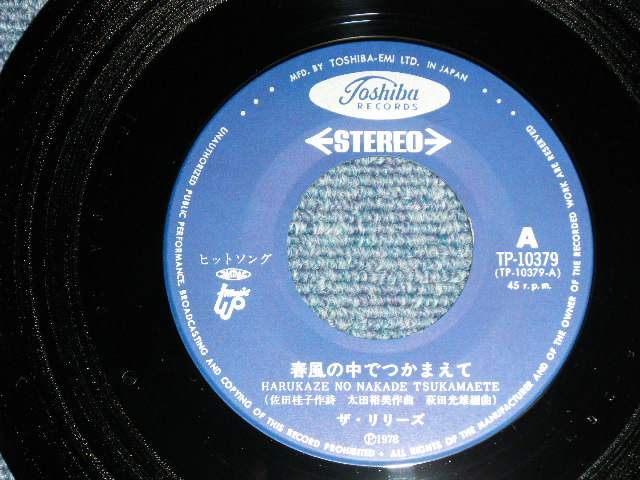 MFD. BY TOSHIBA-EMI LTD. IN JAPAN
Toshiba
RECORDS
STEREO
A
TP-10379
(TP-10379-A)
45 r.p.m.
ヒットソング
春風の中でつかまえて
HARUKAZE NO NAKADE TSUKAMAETE
(佐田桂子作詩 太田裕美作曲 萩田光雄編曲)
ザ・リリーズ
Ⓟ1978
UNAUTHORIZED PUBLIC PERFORMANCE, BROADCASTING AND COPYING OF THIS RECORD PROHIBITED • ALL RIGHTS OF THE MANUFACTURER AND OF THE OWNER OF THE RECORDED WORK ARE RESERVED